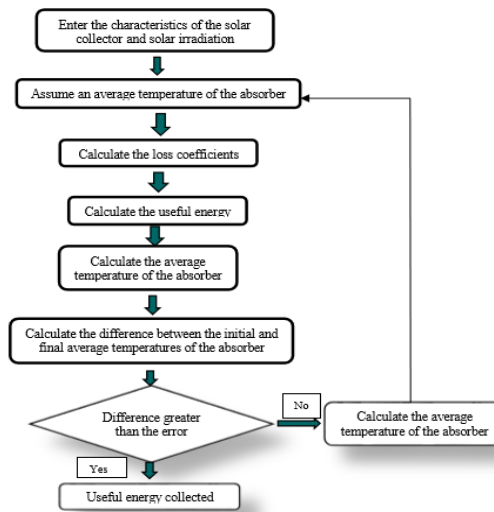 Enter the characteristics of the solar
collector and solar irradiation
Assume an average temperature of the absorber
Calculate the loss coefficients
Calculate the useful energy
Calculate the average
temperature of the absorber
Calculate the difference between the initial and
final average temperatures of the absorber
Difference greater
than the error
No
Calculate the average
temperature of the absorber
Yes
Useful energy collected